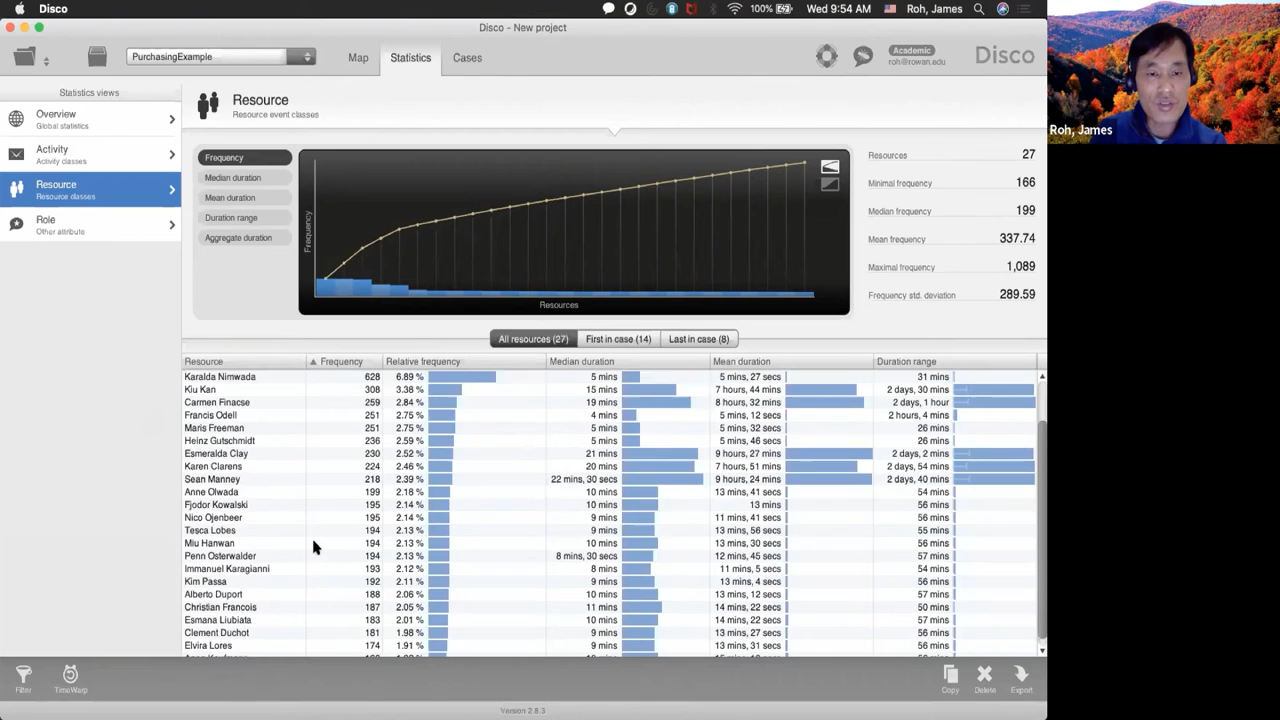 Disco
100%
Wed 9:54 AM
Roh, James
Disco - New project
PurchasingExample
Map
Statistics
Cases
Academic
roh@rowan.edu
Disco
Statistics views
Overview
Global statistics
Activity
Activity classes
Resource
Resource classes
Role
Other attribute
Resource
Resource event classes
Frequency
Median duration
Mean duration
Duration range
Aggregate duration
Frequency
Resources
Resources 27
Minimal frequency 166
Median frequency 199
Mean frequency 337.74
Maximal frequency 1,089
Frequency std. deviation 289.59
All resources (27) First in case (14) Last in case (8)
Resource Frequency Relative frequency Median duration Mean duration Duration range
Karalda Nimwada 628 6.89 % 5 mins 5 mins, 27 secs 31 mins
Kiu Kan 308 3.38 % 15 mins 7 hours, 44 mins 2 days, 30 mins
Carmen Finacse 259 2.84 % 19 mins 8 hours, 32 mins 2 days, 1 hour
Francis Odell 251 2.75 % 4 mins 5 mins, 12 secs 2 hours, 4 mins
Maris Freeman 251 2.75 % 5 mins 5 mins, 32 secs 26 mins
Heinz Gutschmidt 236 2.59 % 5 mins 5 mins, 46 secs 26 mins
Esmeralda Clay 230 2.52 % 21 mins 9 hours, 27 mins 2 days, 2 mins
Karen Clarens 224 2.46 % 20 mins 7 hours, 51 mins 2 days, 54 mins
Sean Manney 218 2.39 % 22 mins, 30 secs 9 hours, 24 mins 2 days, 40 mins
Anne Olwada 199 2.18 % 10 mins 13 mins, 41 secs 54 mins
Fjodor Kowalski 195 2.14 % 10 mins 13 mins 56 mins
Nico Ojenbeer 195 2.14 % 9 mins 11 mins, 41 secs 56 mins
Tesca Lobes 194 2.13 % 9 mins 13 mins, 56 secs 55 mins
Miu Hanwan 194 2.13 % 10 mins 13 mins, 30 secs 56 mins
Penn Osterwalder 194 2.13 % 8 mins, 30 secs 12 mins, 45 secs 57 mins
Immanuel Karagianni 193 2.12 % 8 mins 11 mins, 5 secs 54 mins
Kim Passa 192 2.11 % 9 mins 13 mins, 4 secs 56 mins
Alberto Duport 188 2.06 % 10 mins 13 mins, 12 secs 57 mins
Christian Francois 187 2.05 % 11 mins 14 mins, 22 secs 50 mins
Esmana Liubiata 183 2.01 % 10 mins 14 mins, 22 secs 57 mins
Clement Duchot 181 1.98 % 9 mins 13 mins, 27 secs 56 mins
Elvira Lores 174 1.91 % 9 mins 14 mins, 31 secs 56 mins
Filter
TimeWarp
Copy
Delete
Export
Version 2.8.3
Roh, James